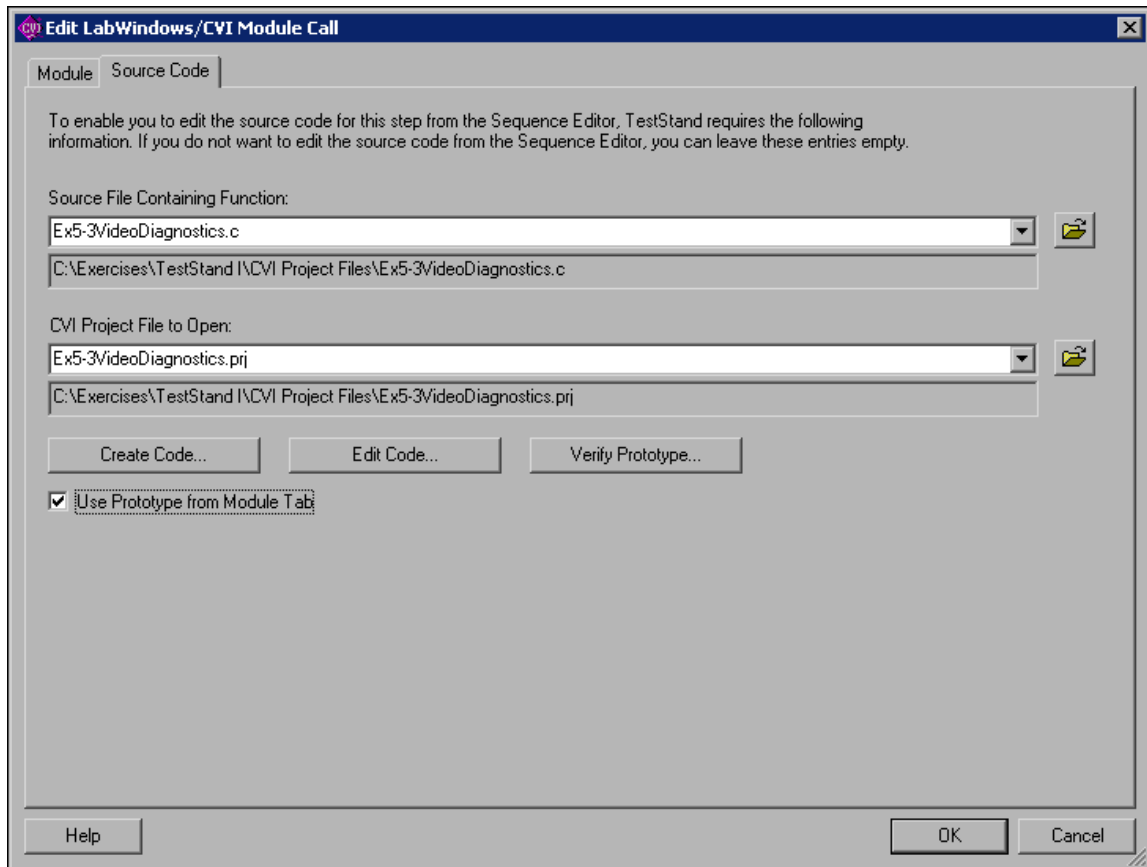 CVI Edit LabWindows/CVI Module Call
Module Source Code
To enable you to edit the source code for this step from the Sequence Editor, TestStand requires the following
information. If you do not want to edit the source code from the Sequence Editor, you can leave these entries empty.
Source File Containing Function:
Ex5-3VideoDiagnostics.c
C:\Exercises\TestStand I\CVI Project Files\Ex5-3VideoDiagnostics.c
CVI Project File to Open:
Ex5-3VideoDiagnostics.prj
C:\Exercises\TestStand I\CVI Project Files\Ex5-3VideoDiagnostics.prj
Create Code... Edit Code... Verify Prototype...
Use Prototype from Module Tab
Help OK Cancel